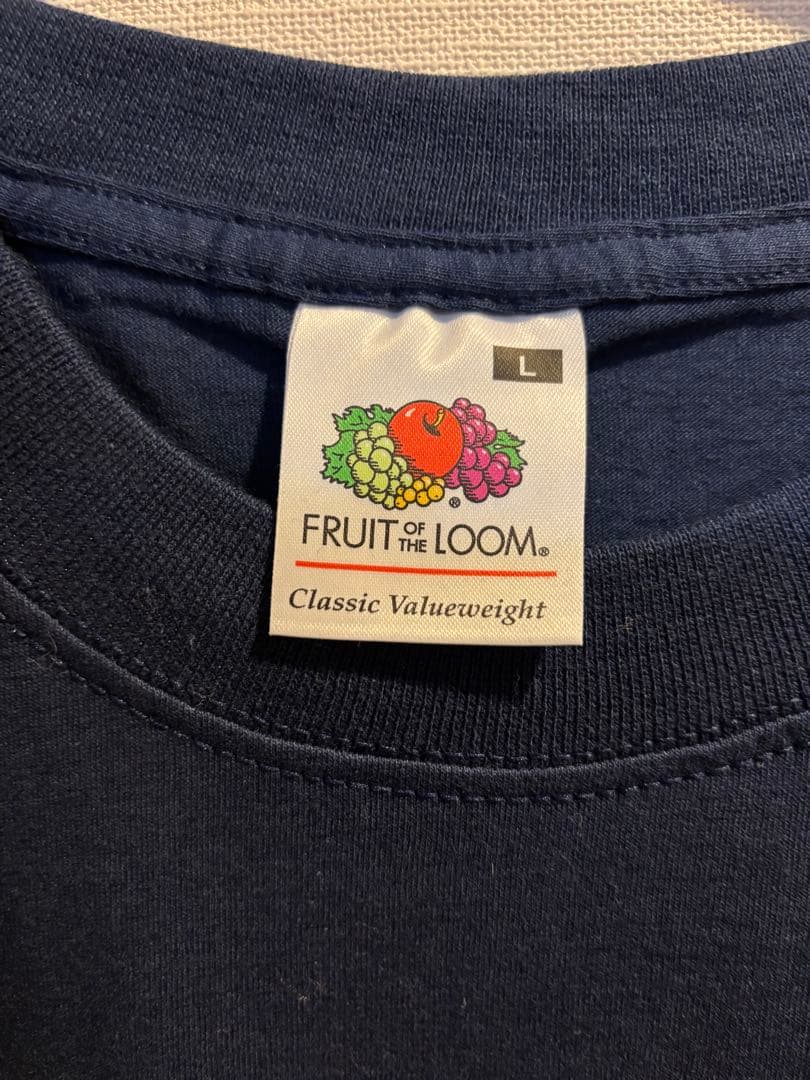 L
®
FRUIT OF THE LOOM®
Classic Valueweight